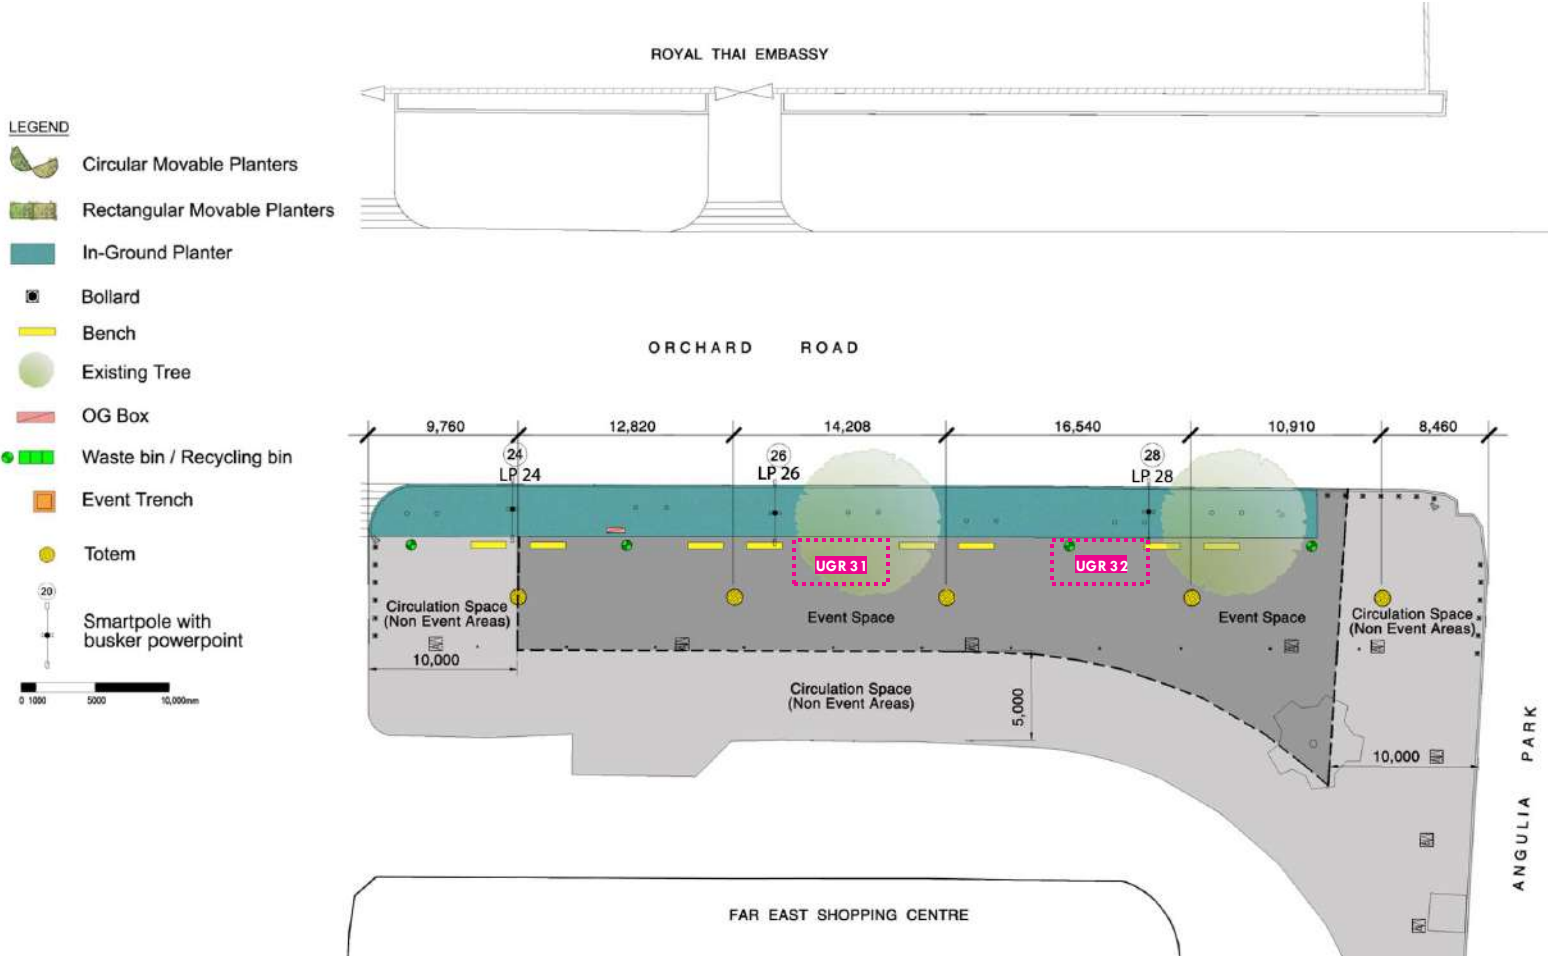 ROYAL THAI EMBASSY
LEGEND
Circular Movable Planters
Rectangular Movable Planters
In-Ground Planter
Bollard
Bench
Existing Tree
OG Box
Waste bin / Recycling bin
Event Trench
Totem
20
Smartpole with
busker powerpoint
0 1000 5000 10,000mm
ORCHARD ROAD
9,760 12,820 14,208 16,540 10,910 8,460
24 26 28
LP 24 LP 26 LP 28
UGR 31 UGR 32
Circulation Space
(Non Event Areas)
Event Space
Event Space
Circulation Space
(Non Event Areas)
10,000
Circulation Space
(Non Event Areas)
5,000
10,000
ANGULIA PARK
FAR EAST SHOPPING CENTRE